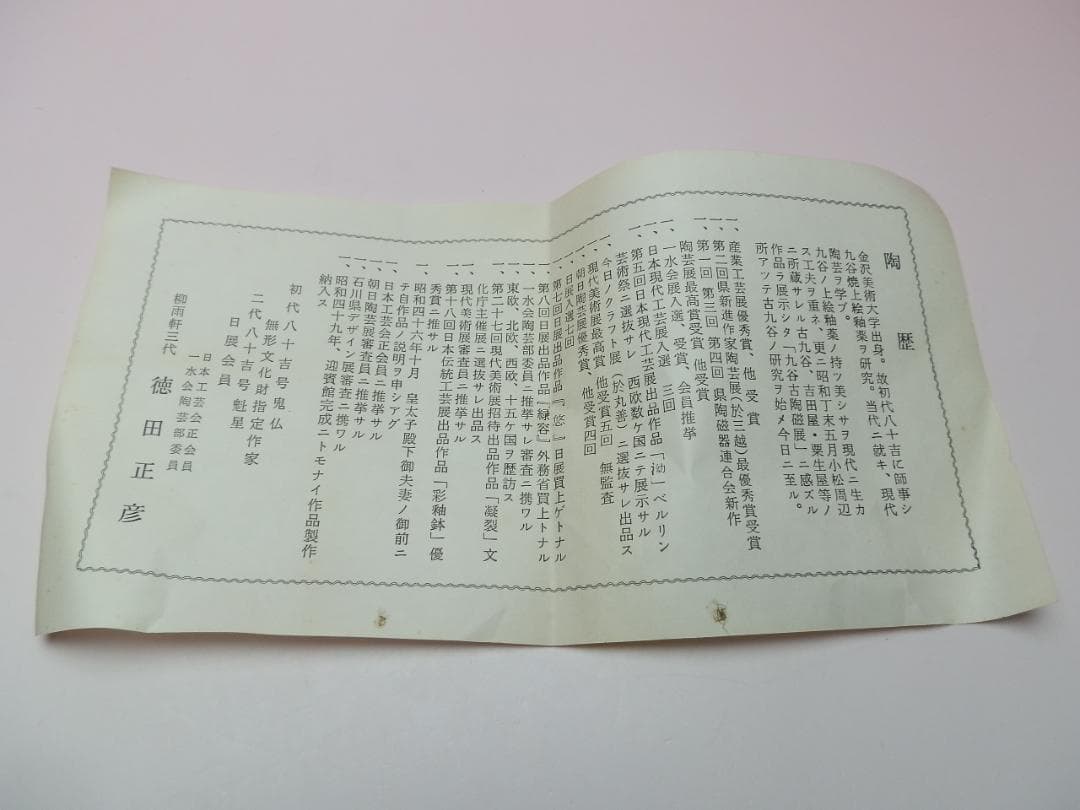 陶歴
金沢美術大学出身。故初代八十吉に師事シ
九谷焼上絵釉薬ヲ研究。当代ニ就キ、現代
陶芸ヲ学ブ。
九谷ノ上絵釉薬ノ持ツ美シサヲ現代ニ生カ
ス工夫ヲ重ネ、更ニ昭和丁末五月小松周辺
ニ所蔵サレル古九谷、吉田屋・粟生屋等ノ
作品ヲ展示シタ「九谷古陶磁展」ニ感ズル
所アツテ古九谷ノ研究ヲ始メ今日ニ至ル。
一、産業工芸展優秀賞、他受賞
一、第二回県新進作家陶芸展(於三越)最優秀賞受賞
一、第一回 第三回 第四回 県陶磁器連合会新作
陶芸展最高賞受賞 他受賞
一、一水会展入選、受賞、会員推挙
一、日本現代工芸展入選 三回
一、第五回日本現代工芸展出品作品「泑」ベルリン
芸術祭ニ選抜サレ 西欧数ケ国ニテ展示サル
一、今日ノクラフト展(於丸善)ニ選抜サレ出品ス
一、現代美術展最高賞 他受賞五回 無監査
一、朝日陶芸展優秀賞、他受賞四回
一、日展入選七回
一、第七回日展出品作品『悠』日展買上ゲトナル
一、第八回日展出品作品「緑容」外務省買上トナル
一、一水会陶芸部委員ニ推挙サレ審査ニ携ワル
一、東欧、北欧、西欧、十五ケ国ヲ歴訪ス
一、第二十七回現代美術展招待出品作品「凝裂」文
化庁主催展ニ選抜サレ出品ス
一、現代美術展審査員ニ推挙サル
一、第十八回日本伝統工芸展出品作品「彩釉鉢」優
秀賞ニ推サル
一、昭和四十六年十月 皇太子殿下御夫妻ノ御前ニ
テ自作品ノ説明ヲ申シアグ
一、日本工芸会正会員ニ推挙サル
一、朝日陶芸展審査員ニ推挙サル
一、石川県デザイン展審査ニ携ワル
一、昭和四十九年、迎賓館完成ニトモナイ作品製作
納入ス
初代八十吉号鬼仏
無形文化財指定作家
二代八十吉号 魁星
日展会員
日本工芸会正会員
一水会陶芸部委員
柳雨軒三代 徳田正彦